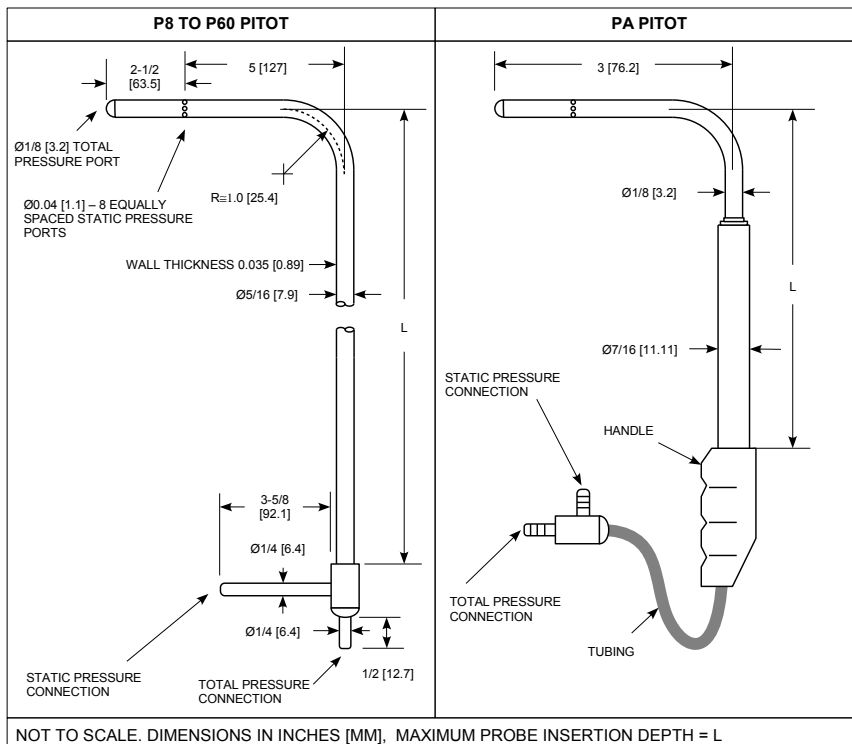 P8 TO P60 PITOT
2-1/2
[63.5]
5 [127]
Ø1/8 [3.2] TOTAL
PRESSURE PORT
Ø0.04 [1.1] – 8 EQUALLY
SPACED STATIC PRESSURE
PORTS
R≅1.0 [25.4]
WALL THICKNESS 0.035 [0.89]
Ø5/16 [7.9]
L
3-5/8
[92.1]
Ø1/4 [6.4]
Ø1/4 [6.4]
1/2 [12.7]
STATIC PRESSURE
CONNECTION
TOTAL PRESSURE
CONNECTION
PA PITOT
3 [76.2]
Ø1/8 [3.2]
L
Ø7/16 [11.11]
STATIC PRESSURE
CONNECTION
HANDLE
TOTAL PRESSURE
CONNECTION
TUBING
NOT TO SCALE. DIMENSIONS IN INCHES [MM], MAXIMUM PROBE INSERTION DEPTH = L